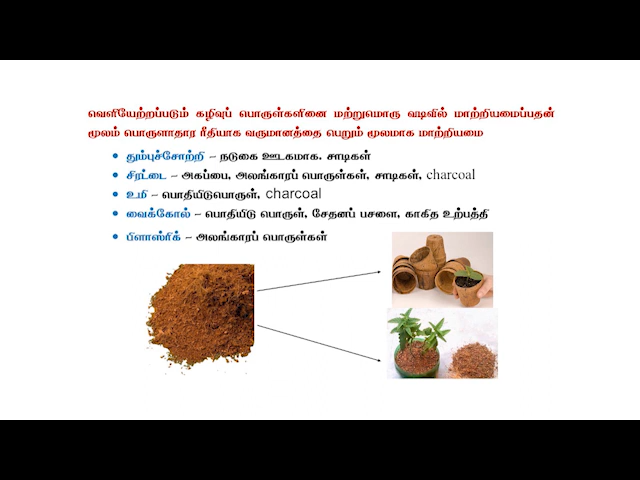 வெளியேற்றப்படும் கழிவுப் பொருள்களினை மற்றுமொரு வடிவில் மாற்றியமைப்பதன்
மூலம் பொருளாதார ரீதியாக வருமானத்தை பெறும் மூலமாக மாற்றியமை
• தும்புச்சோற்றி – நடுகை ஊடகமாக. சாடிகள்
• சிரட்டை – அகப்பை, அலங்காரப் பொருள்கள், சாடிகள், charcoal
• உமி – பொதியிடுபொருள், charcoal
• வைக்கோல் – பொதியிடு பொருள், சேதனப் பசளை, காகித உற்பத்தி
• பிளாஸ்ரிக் – அலங்காரப் பொருள்கள்